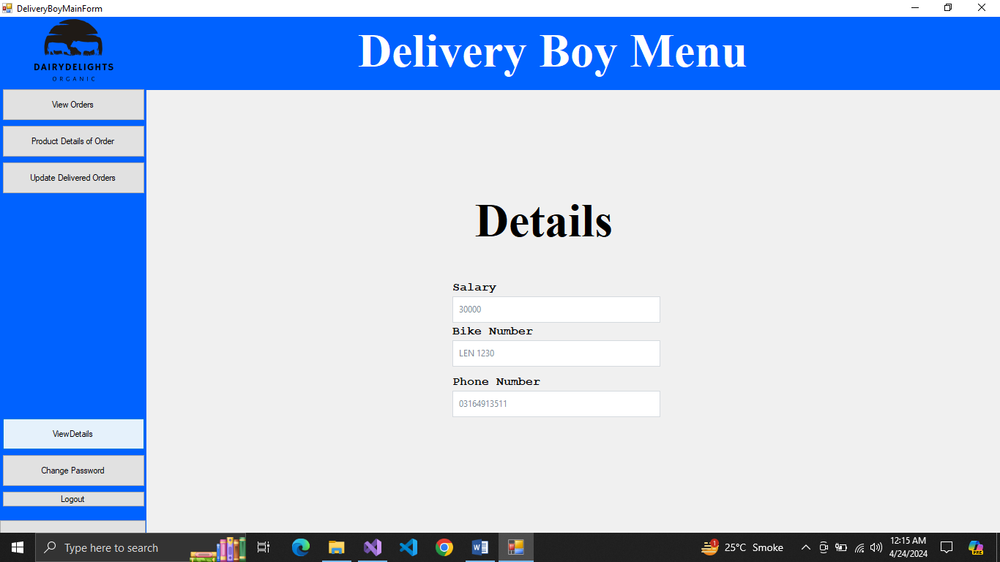 DeliveryBoyMainForm
DAIRYDELIGHTS
ORGANIC
Delivery Boy Menu
View Orders
Product Details of Order
Update Delivered Orders
Details
Salary
30000
Bike Number
LEN 1230
Phone Number
03164913511
ViewDetails
Change Password
Logout
Type here to search
1
25°C Smoke
12:15 AM
4/24/2024
PRE